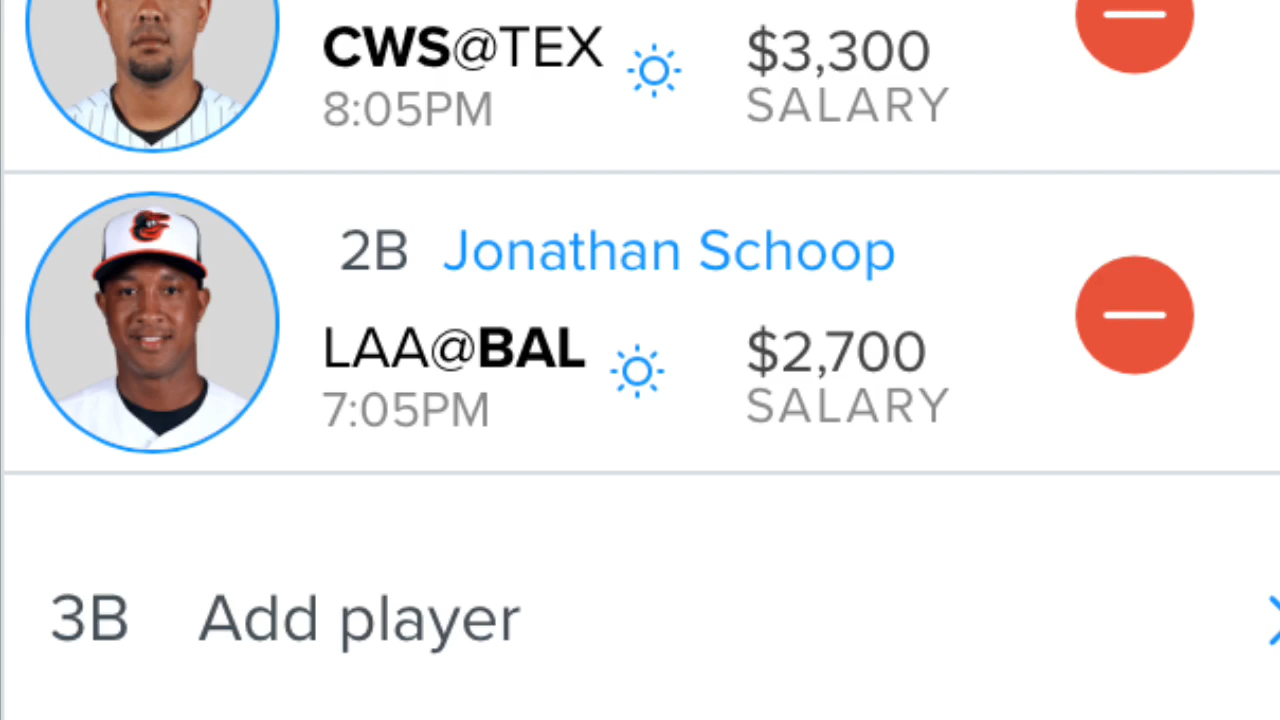 CWS@TEX
$3,300
8:05PM
SALARY
2B Jonathan Schoop
LAA@BAL
$2,700
7:05PM
SALARY
3B Add player